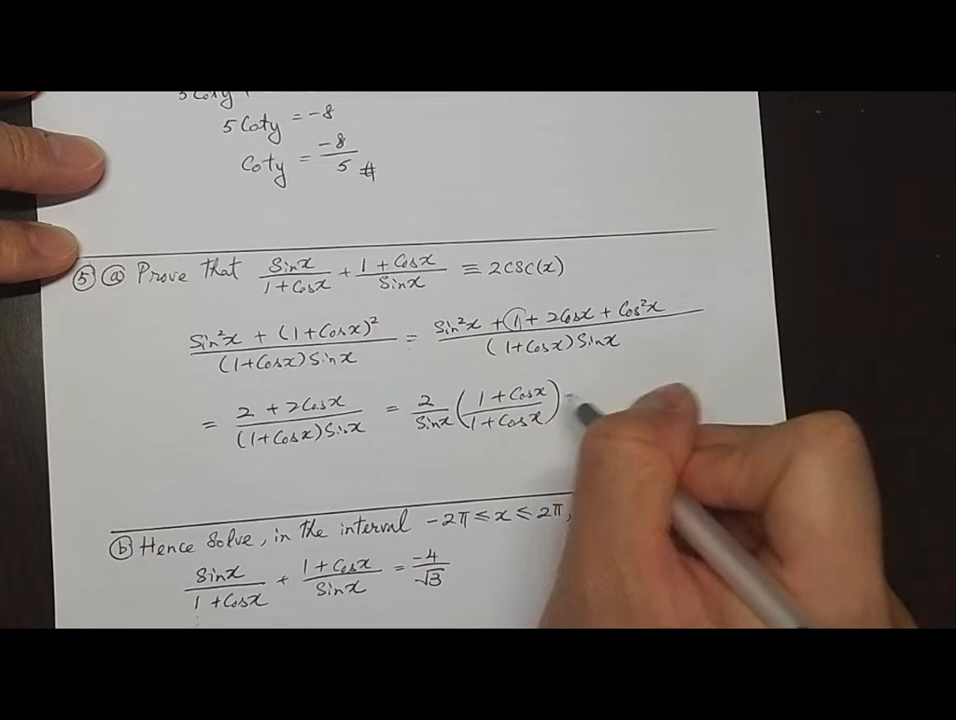 5 Coty
5 Coty = -8
Coty = -8/5 #
⑤ ⓐ Prove that Sinx/(1+Cosx) + (1+Cosx)/Sinx ≡ 2csc(x)
(Sin²x + (1+Cosx)²)/((1+Cosx)Sinx) = (Sin²x + 1 + 2Cosx + Cos²x)/((1+Cosx)Sinx)
= (2 + 2Cosx)/((1+Cosx)Sinx) = 2/Sinx ((1+Cosx)/(1+Cosx))
ⓑ Hence Solve, in the interval -2π ≤ x ≤ 2π,
Sinx/(1+Cosx) + (1+Cosx)/Sinx = -4/√3